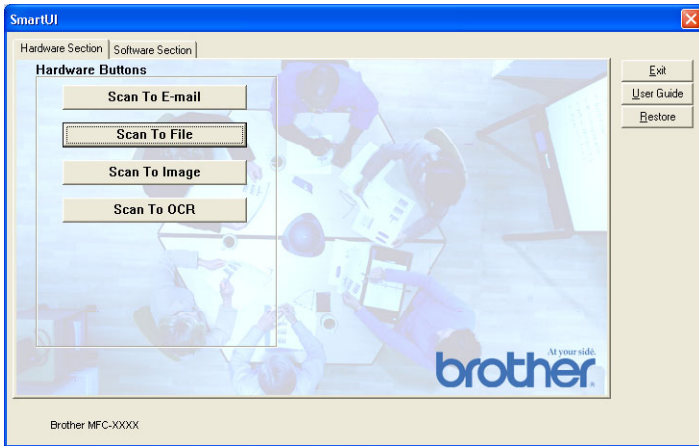 SmartUI
Hardware Section
Software Section
Hardware Buttons
Scan To E-mail
Scan To File
Scan To Image
Scan To OCR
Exit
User Guide
Restore
At your side.
brother
Brother MFC-XXXX